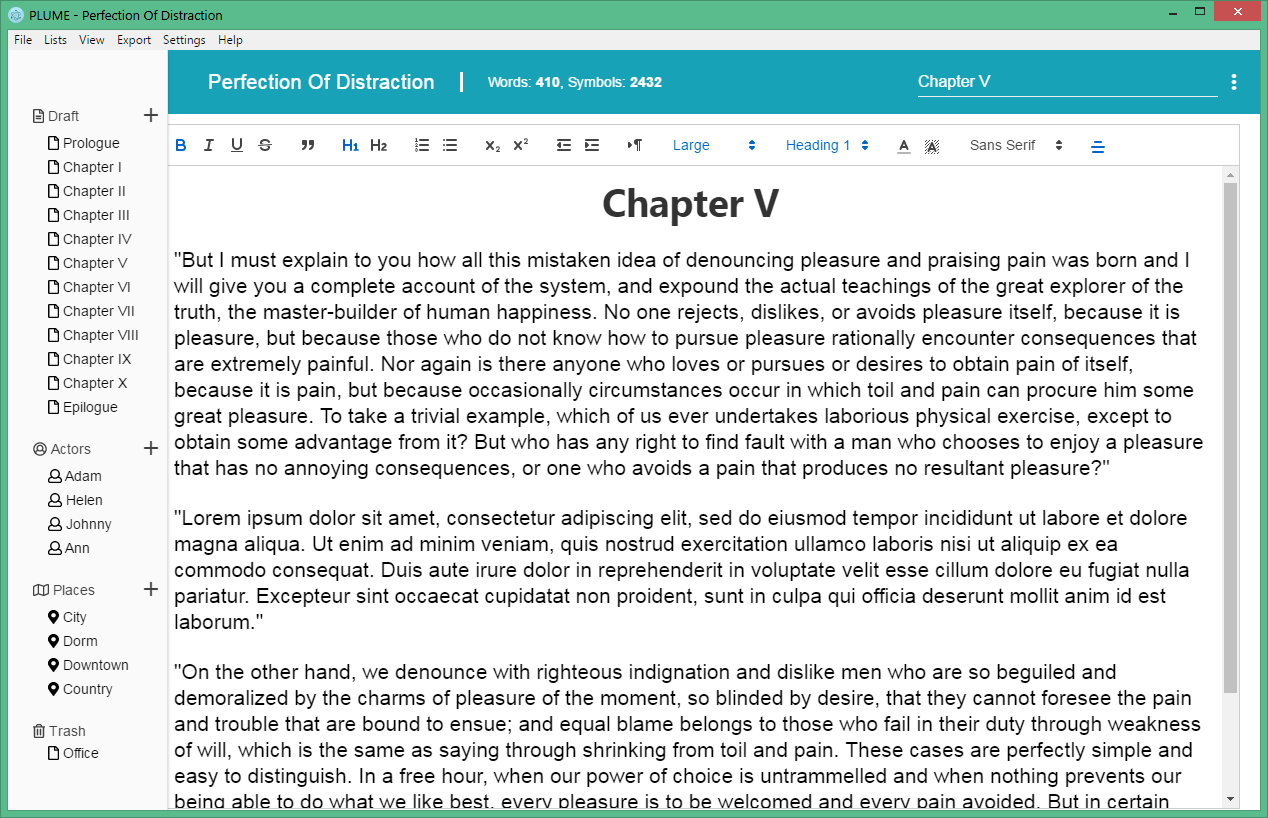 PLUME - Perfection Of Distraction
File Lists View Export Settings Help
Perfection Of Distraction
Words: 410, Symbols: 2432
Chapter V
Draft
Prologue
Chapter I
Chapter II
Chapter III
Chapter IV
Chapter V
Chapter VI
Chapter VII
Chapter VIII
Chapter IX
Chapter X
Epilogue
Actors
Adam
Helen
Johnny
Ann
Places
City
Dorm
Downtown
Country
Trash
Office
B I U S H1 H2 X2 X2 Large Heading 1 A A Sans Serif
Chapter V
"But I must explain to you how all this mistaken idea of denouncing pleasure and praising pain was born and I
will give you a complete account of the system, and expound the actual teachings of the great explorer of the
truth, the master-builder of human happiness. No one rejects, dislikes, or avoids pleasure itself, because it is
pleasure, but because those who do not know how to pursue pleasure rationally encounter consequences that
are extremely painful. Nor again is there anyone who loves or pursues or desires to obtain pain of itself,
because it is pain, but because occasionally circumstances occur in which toil and pain can procure him some
great pleasure. To take a trivial example, which of us ever undertakes laborious physical exercise, except to
obtain some advantage from it? But who has any right to find fault with a man who chooses to enjoy a pleasure
that has no annoying consequences, or one who avoids a pain that produces no resultant pleasure?"
"Lorem ipsum dolor sit amet, consectetur adipiscing elit, sed do eiusmod tempor incididunt ut labore et dolore
magna aliqua. Ut enim ad minim veniam, quis nostrud exercitation ullamco laboris nisi ut aliquip ex ea
commodo consequat. Duis aute irure dolor in reprehenderit in voluptate velit esse cillum dolore eu fugiat nulla
pariatur. Excepteur sint occaecat cupidatat non proident, sunt in culpa qui officia deserunt mollit anim id est
laborum."
"On the other hand, we denounce with righteous indignation and dislike men who are so beguiled and
demoralized by the charms of pleasure of the moment, so blinded by desire, that they cannot foresee the pain
and trouble that are bound to ensue; and equal blame belongs to those who fail in their duty through weakness
of will, which is the same as saying through shrinking from toil and pain. These cases are perfectly simple and
easy to distinguish. In a free hour, when our power of choice is untrammelled and when nothing prevents our
being able to do what we like best, every pleasure is to be welcomed and every pain avoided. But in certain